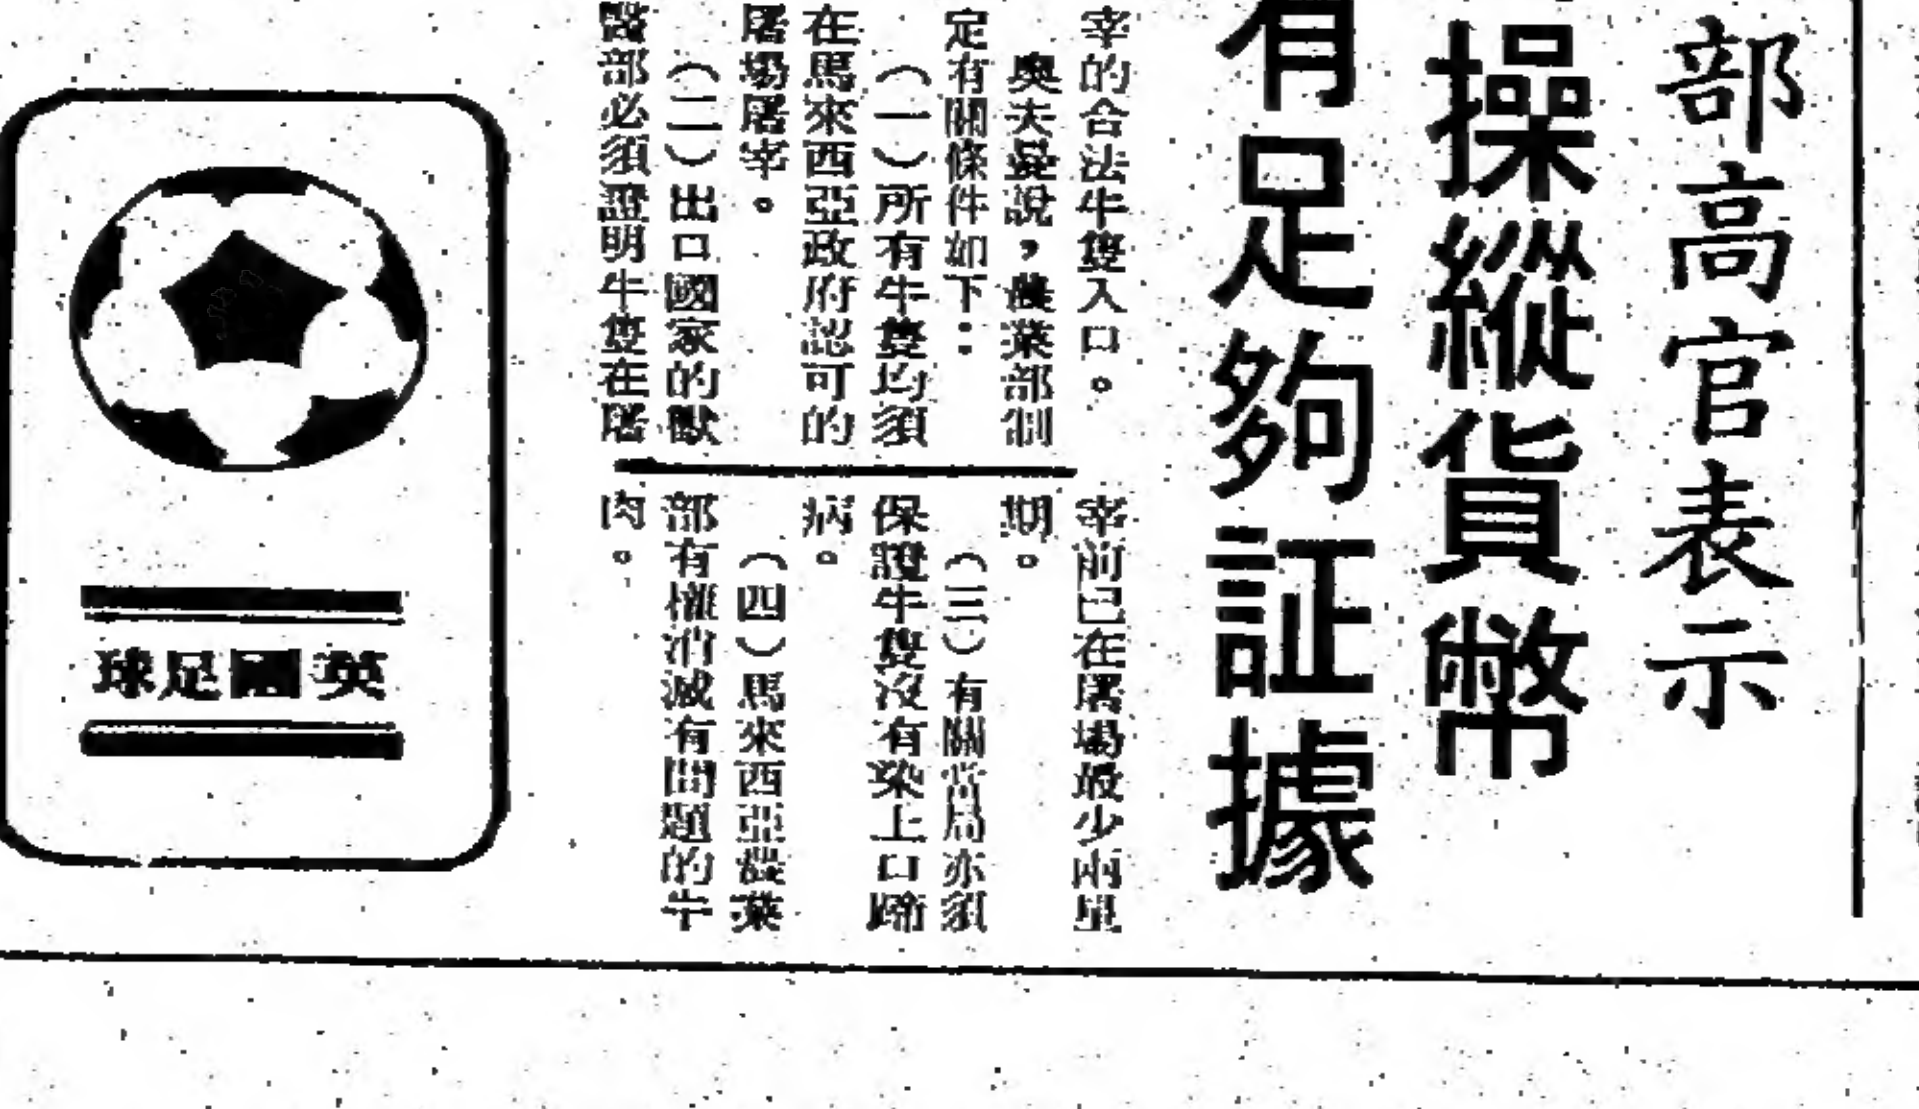 部高官表示
操縱貨幣
有足夠証據
宰的合法牛隻入口。
奧夫曼說，農業部制
定有關條件如下：
（一）所有牛隻均須
在馬來西亞政府認可的
屠場屠宰。
（二）出口國家的獸
醫部必須證明牛隻在屠
宰前已在屠場最少兩星
期。
（三）有關當局亦須
保證牛隻沒有染上口蹄
病。
（四）馬來西亞農業
部有權消滅有問題的牛
肉。
球足國英